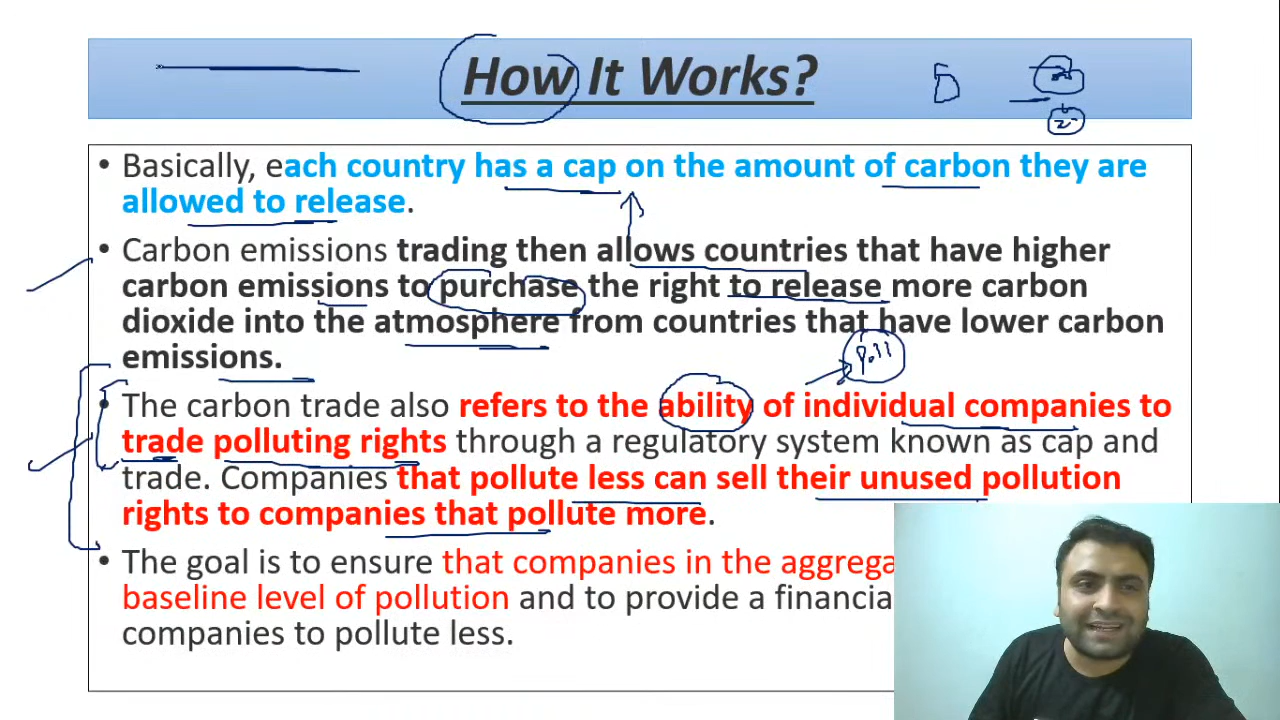 How It Works?
• Basically, each country has a cap on the amount of carbon they are
allowed to release.
• Carbon emissions trading then allows countries that have higher
carbon emissions to purchase the right to release more carbon
dioxide into the atmosphere from countries that have lower carbon
emissions.
Poll
• The carbon trade also refers to the ability of individual companies to
trade polluting rights through a regulatory system known as cap and
trade. Companies that pollute less can sell their unused pollution
rights to companies that pollute more.
• The goal is to ensure that companies in the
baseline level of pollution and to provide a
companies to pollute less.